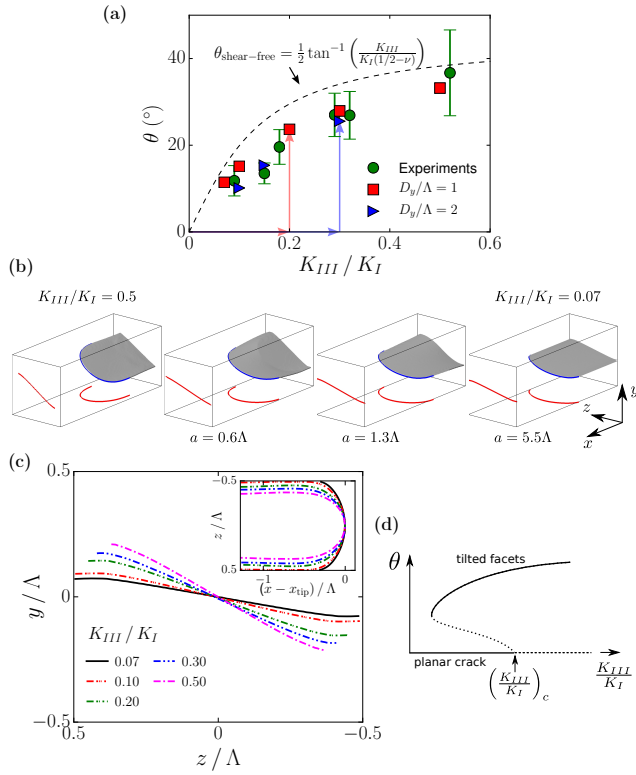 (a)
θ_shear−free = 1/2 tan⁻¹ (K_III / K_I(1/2−ν))
40
20
0
θ (°)
Experiments
D_y/Λ = 1
D_y/Λ = 2
0 0.2 0.4 0.6
K_III / K_I
(b)
K_III/K_I = 0.5
K_III/K_I = 0.07
a = 0.6Λ
a = 1.3Λ
a = 5.5Λ
y
z
x
(c)
0.5
0
−0.5
y / Λ
−0.5
0
0.5
z / Λ
−1 0
(x − x_tip) / Λ
K_III / K_I
0.07 0.30
0.10 0.50
0.20
0.5 0 −0.5
z / Λ
(d)
θ
tilted facets
planar crack
(K_III / K_I)_c
K_III / K_I